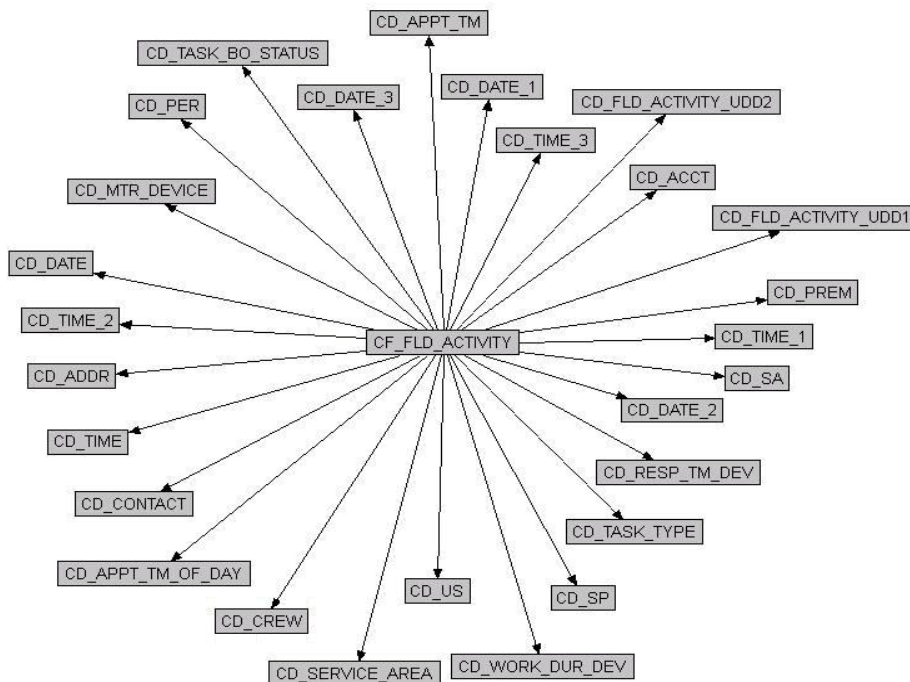 CD_APPT_TM
CD_TASK_BO_STATUS
CD_DATE_1
CD_DATE_3
CD_FLD_ACTIVITY_UDD2
CD_PER
CD_TIME_3
CD_ACCT
CD_MTR_DEVICE
CD_FLD_ACTIVITY_UDD1
CD_DATE
CD_PREM
CD_TIME_2
CD_TIME_1
CF_FLD_ACTIVITY
CD_ADDR
CD_SA
CD_DATE_2
CD_TIME
CD_RESP_TM_DEV
CD_CONTACT
CD_TASK_TYPE
CD_APPT_TM_OF_DAY
CD_US
CD_SP
CD_CREW
CD_SERVICE_AREA
CD_WORK_DUR_DEV